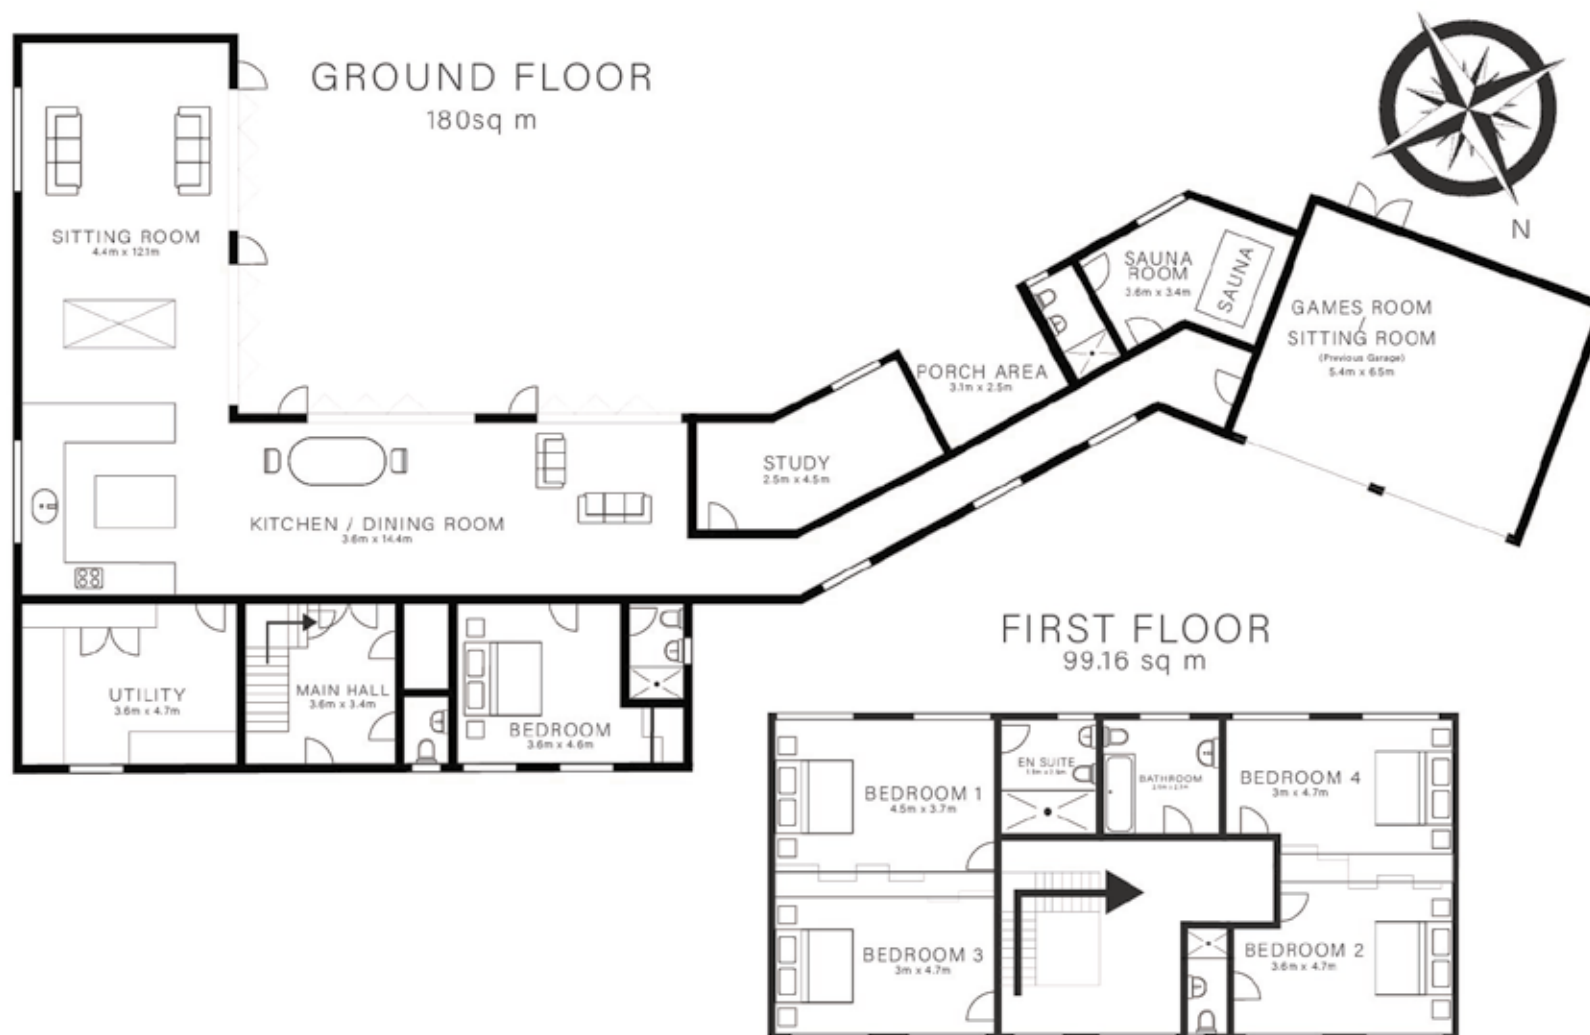 GROUND FLOOR
180sq m
N
SITTING ROOM
4.4m x 12.1m
SAUNA
ROOM
3.4m
SAUNA
GAMES ROOM
/
SITTING ROOM
(Previous Garage)
5.4m x 6.5m
PORCH AREA
3.1m x 2.5m
STUDY
2.5m x 4.5m
KITCHEN / DINING ROOM
3.6m x 14.4m
UTILITY
3.6m x 4.7m
MAIN HALL
3.6m x 3.4m
BEDROOM
3.6m x 4.6m
FIRST FLOOR
99.16 sq m
BEDROOM 1
4.5m x 3.7m
EN SUITE
BATHROOM
BEDROOM 4
3m x 4.7m
BEDROOM 3
3m x 4.7m
BEDROOM 2
3.6m x 4.7m